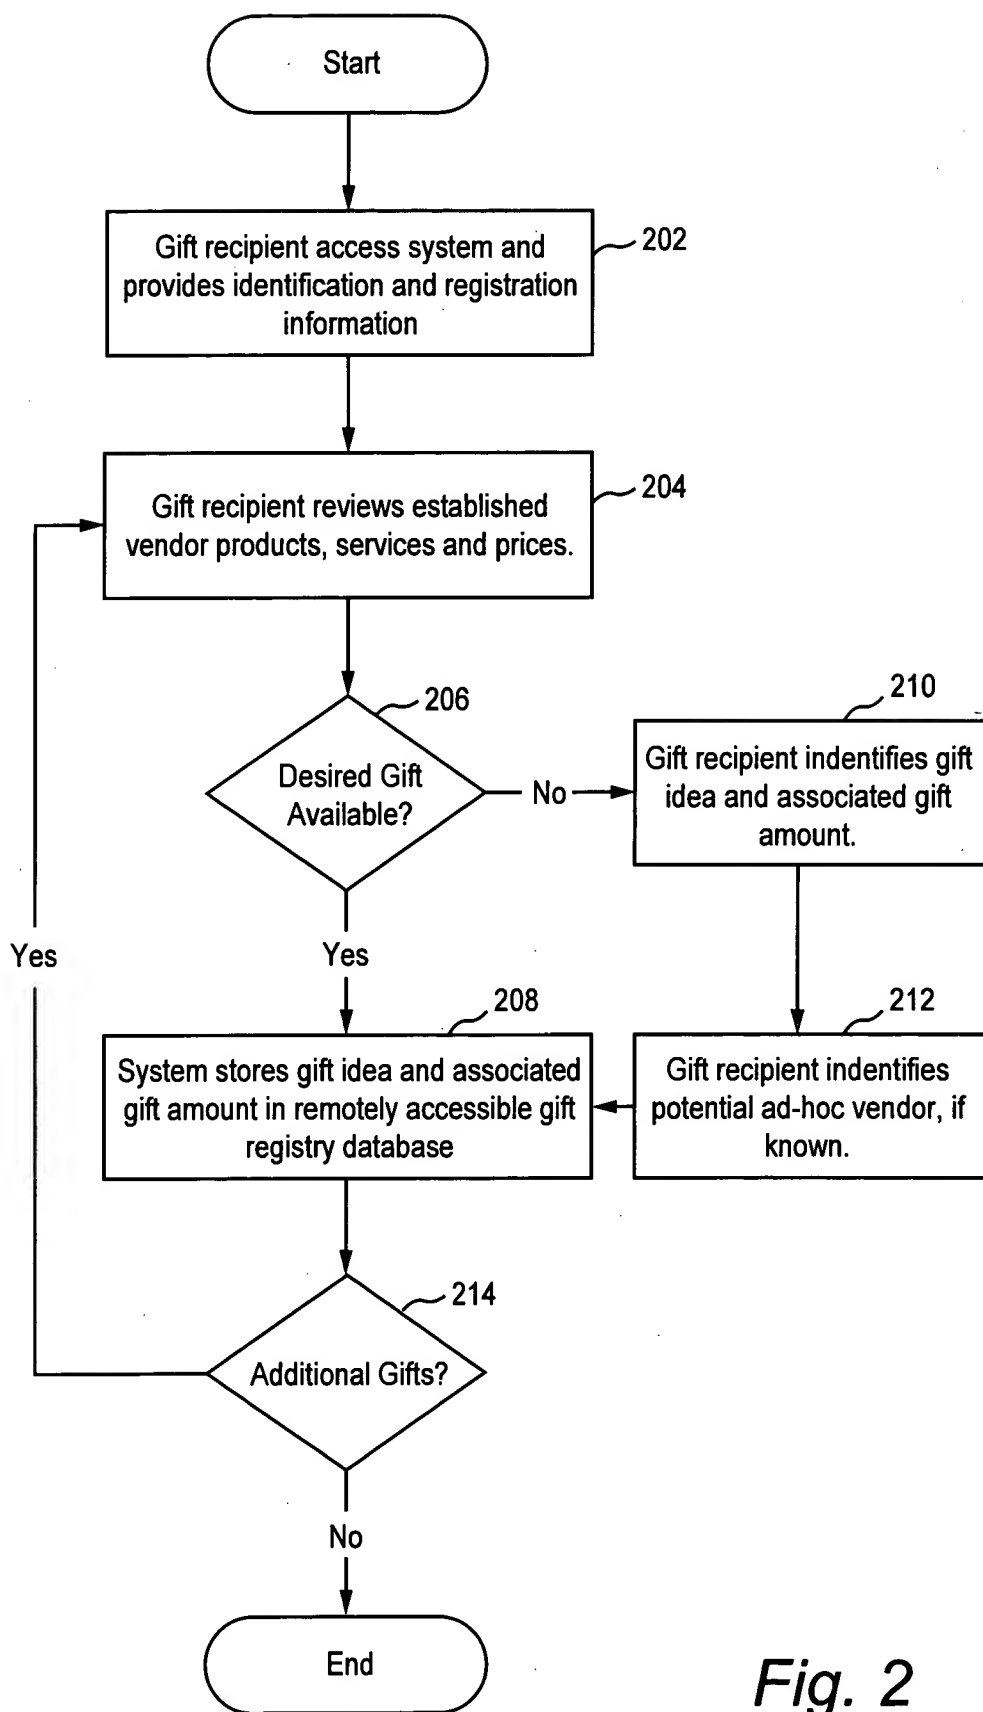 Start
Gift recipient access system and
provides identification and registration
information
202
Gift recipient reviews established
vendor products, services and prices.
204
206
Desired Gift
Available?
No
210
Gift recipient indentifies gift
idea and associated gift
amount.
Yes
Yes
208
System stores gift idea and associated
gift amount in remotely accessible gift
registry database
212
Gift recipient indentifies
potential ad-hoc vendor, if
known.
214
Additional Gifts?
No
End
Fig. 2